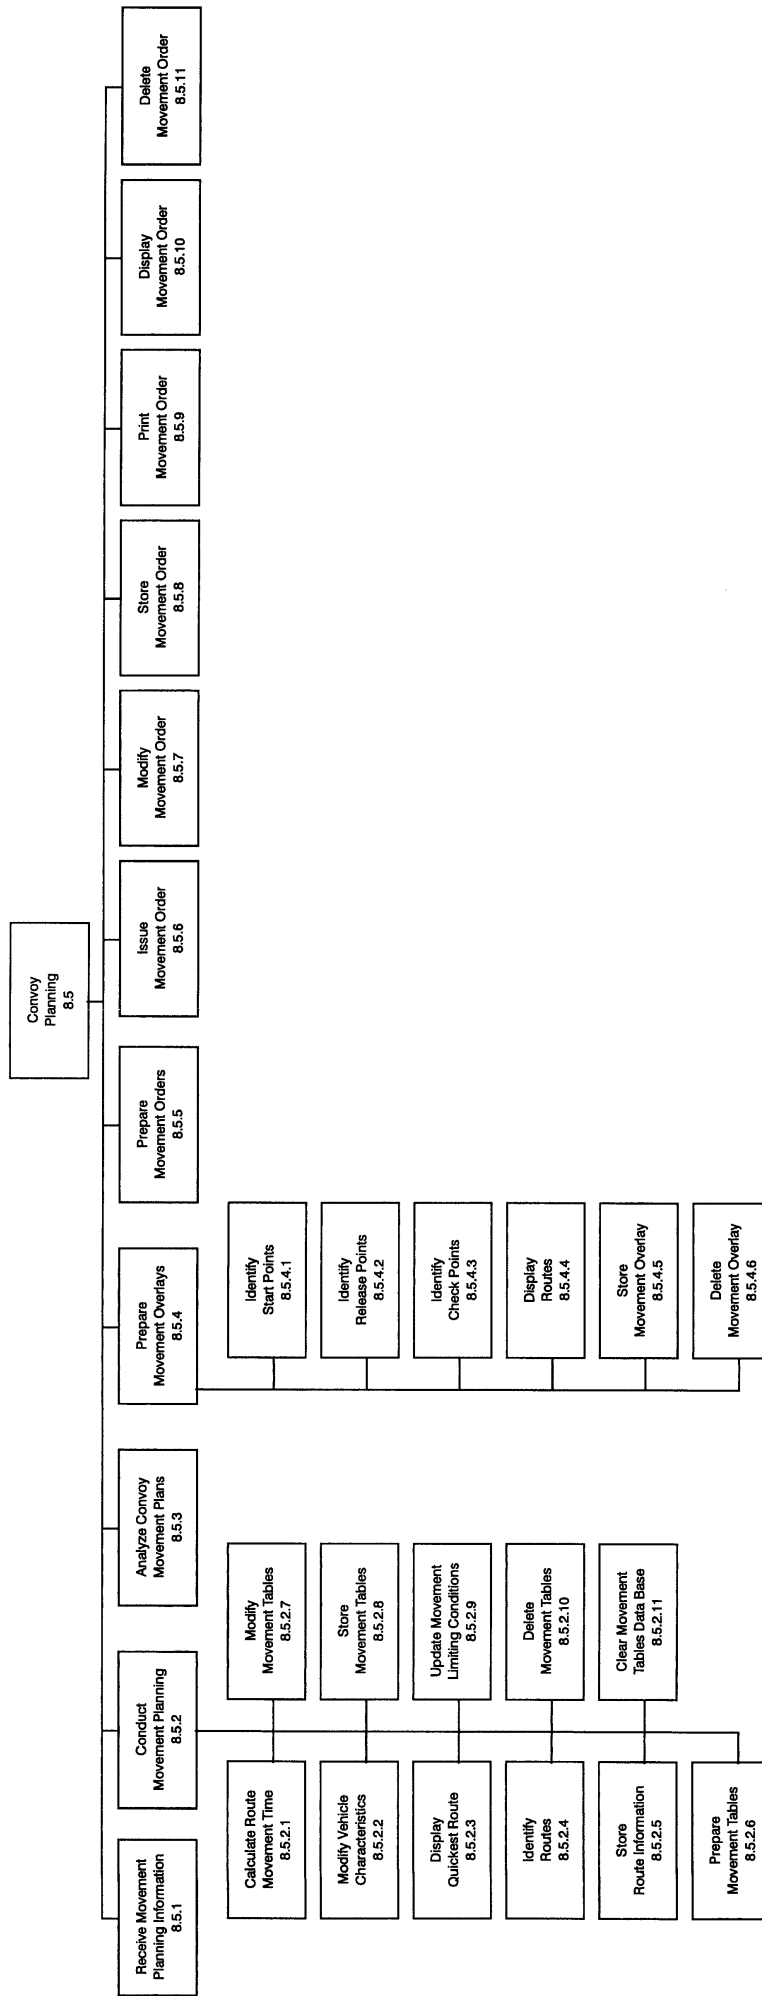 Convoy
Planning
8.5
Receive Movement
Planning Information
8.5.1
Conduct
Movement Planning
8.5.2
Calculate Route
Movement Time
8.5.2.1
Modify Vehicle
Characteristics
8.5.2.2
Display
Quickest Route
8.5.2.3
Identify
Routes
8.5.2.4
Store
Route Information
8.5.2.5
Prepare
Movement Tables
8.5.2.6
Modify
Movement Tables
8.5.2.7
Store
Movement Tables
8.5.2.8
Update Movement
Limiting Conditions
8.5.2.9
Delete
Movement Tables
8.5.2.10
Clear Movement
Tables Data Base
8.5.2.11
Analyze Convoy
Movement Plans
8.5.3
Prepare
Movement Overlays
8.5.4
Identify
Start Points
8.5.4.1
Identify
Release Points
8.5.4.2
Identify
Check Points
8.5.4.3
Display
Routes
8.5.4.4
Store
Movement Overlay
8.5.4.5
Delete
Movement Overlay
8.5.4.6
Prepare
Movement Orders
8.5.5
Issue
Movement Order
8.5.6
Modify
Movement Order
8.5.7
Store
Movement Order
8.5.8
Print
Movement Order
8.5.9
Display
Movement Order
8.5.10
Delete
Movement Order
8.5.11